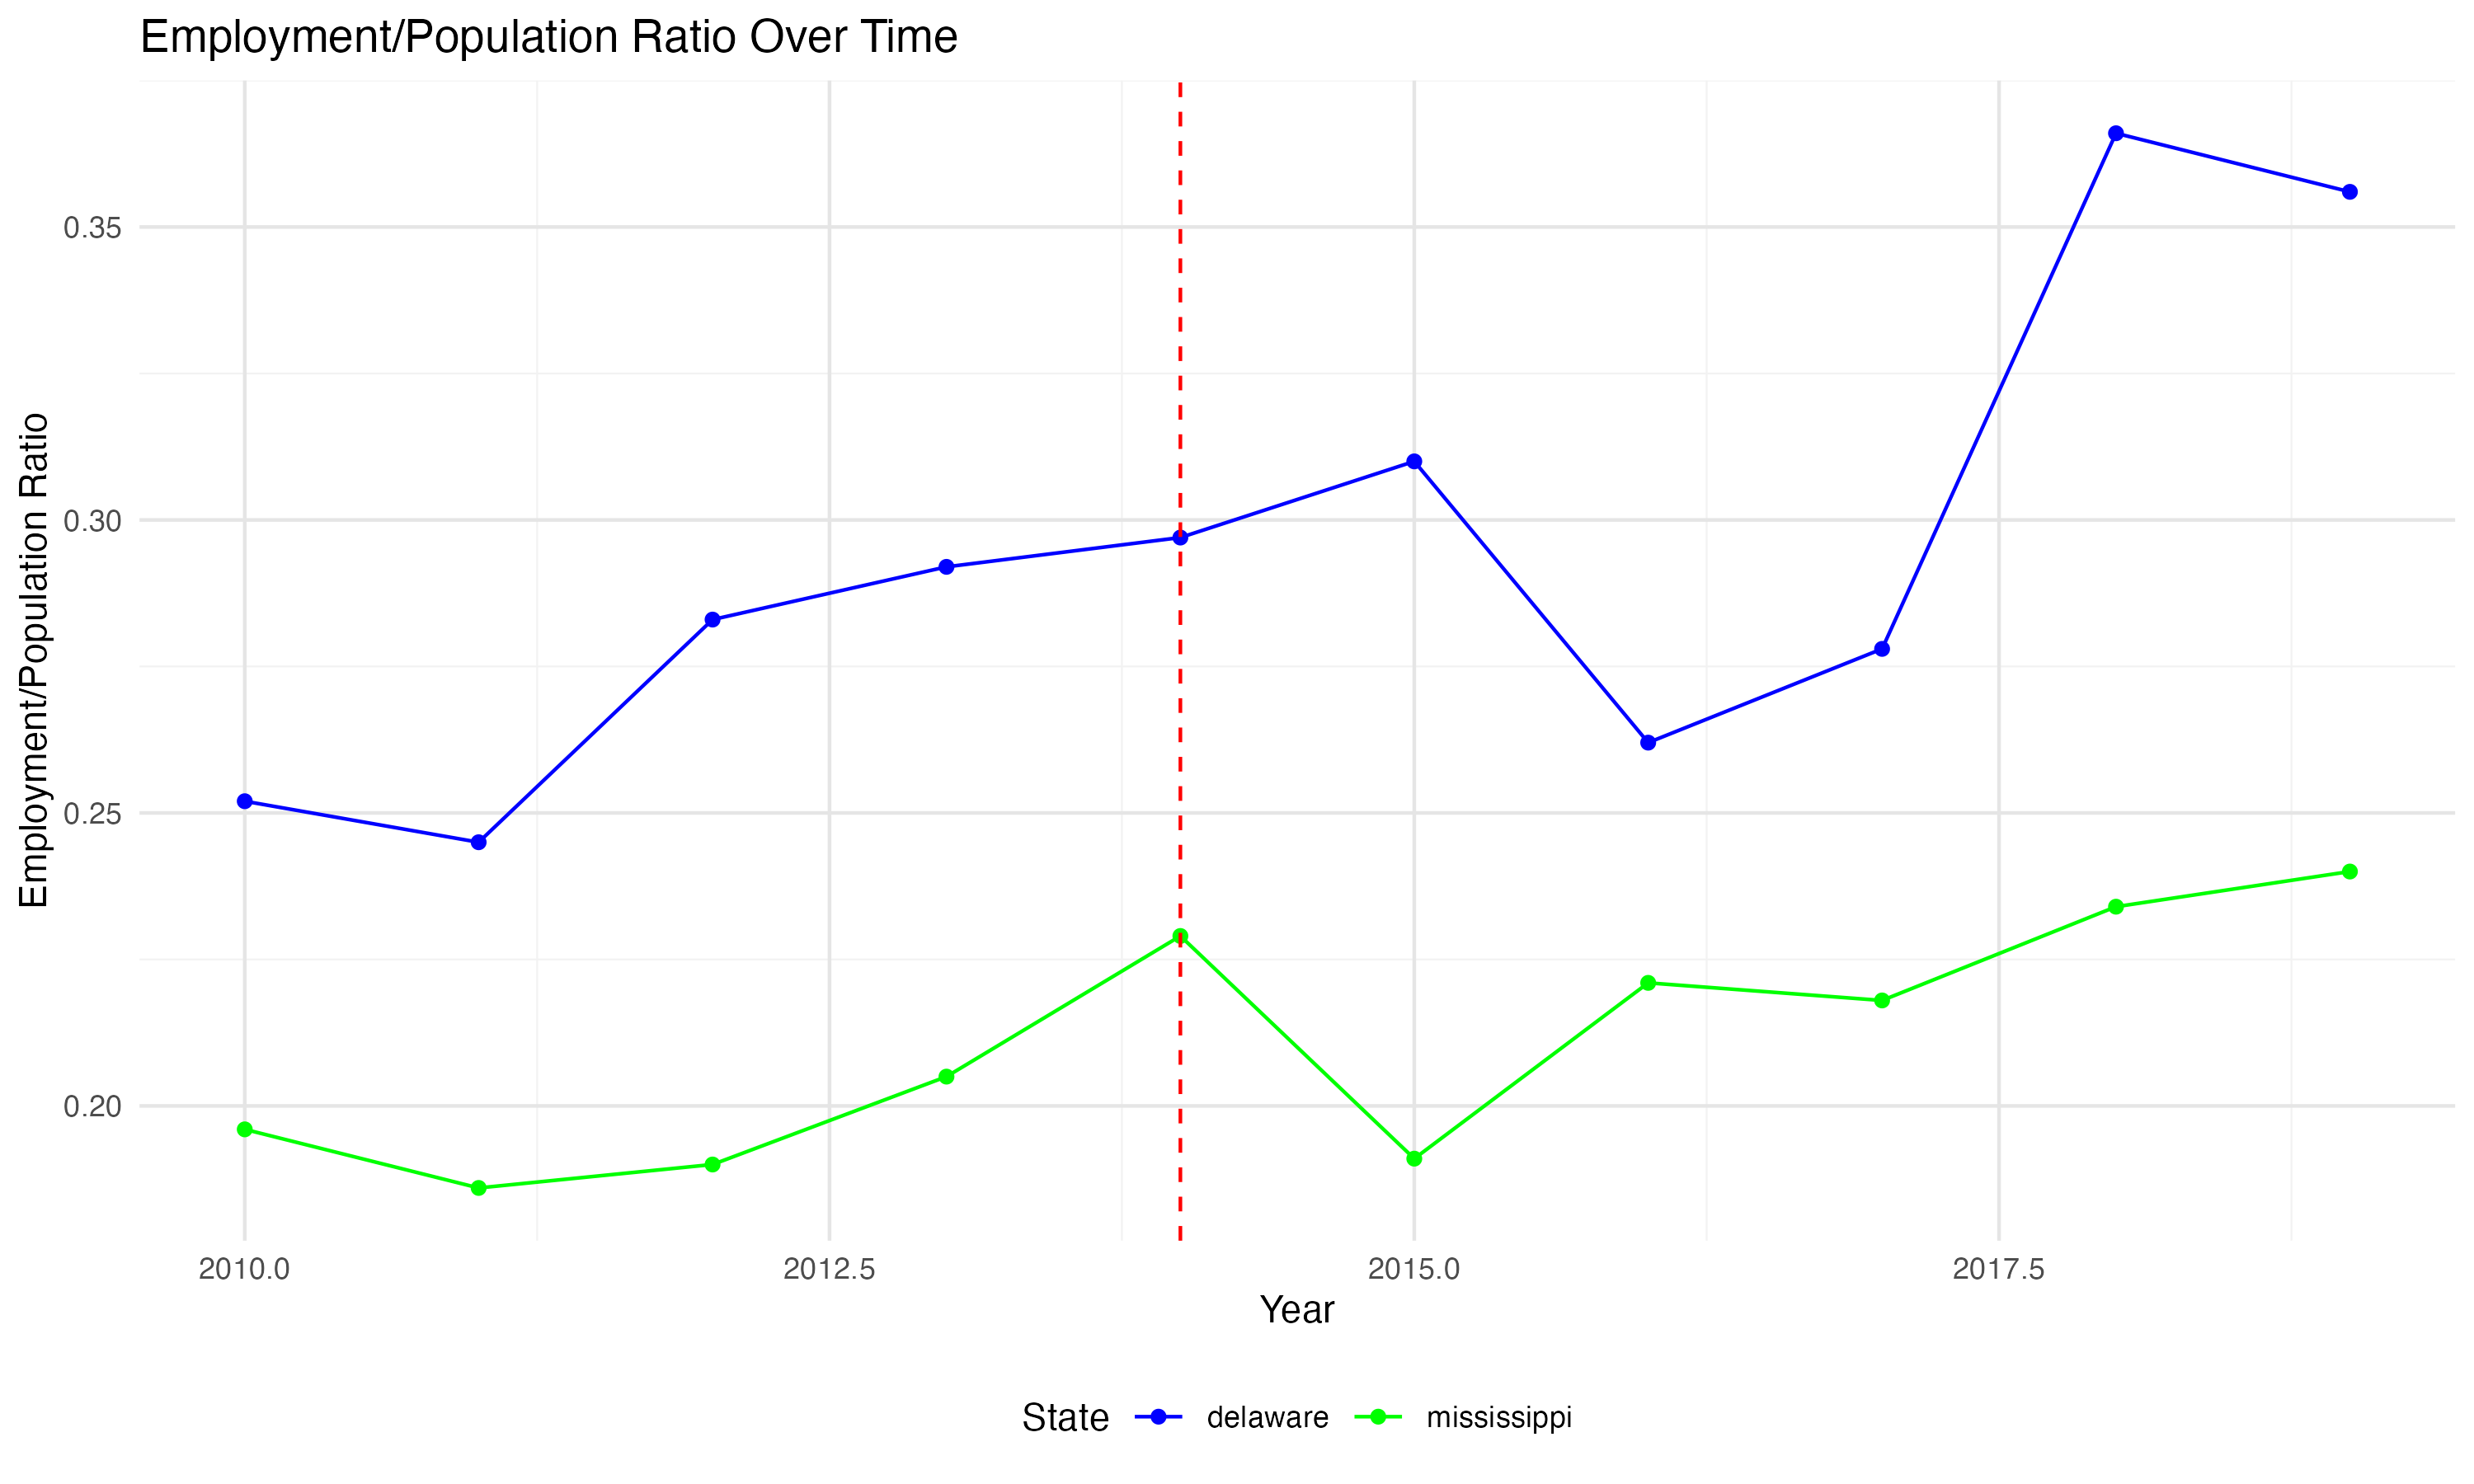 Employment/Population Ratio Over Time
Employment/Population Ratio
0.35
0.30
0.25
0.20
2010.0 2012.5 2015.0 2017.5
Year
State delaware mississippi